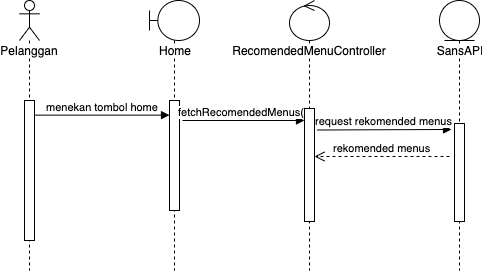 Pelanggan
Home
RecomendedMenuController
SansAPI
menekan tombol home
fetchRecomendedMenus(
request rekomended menus
rekomended menus